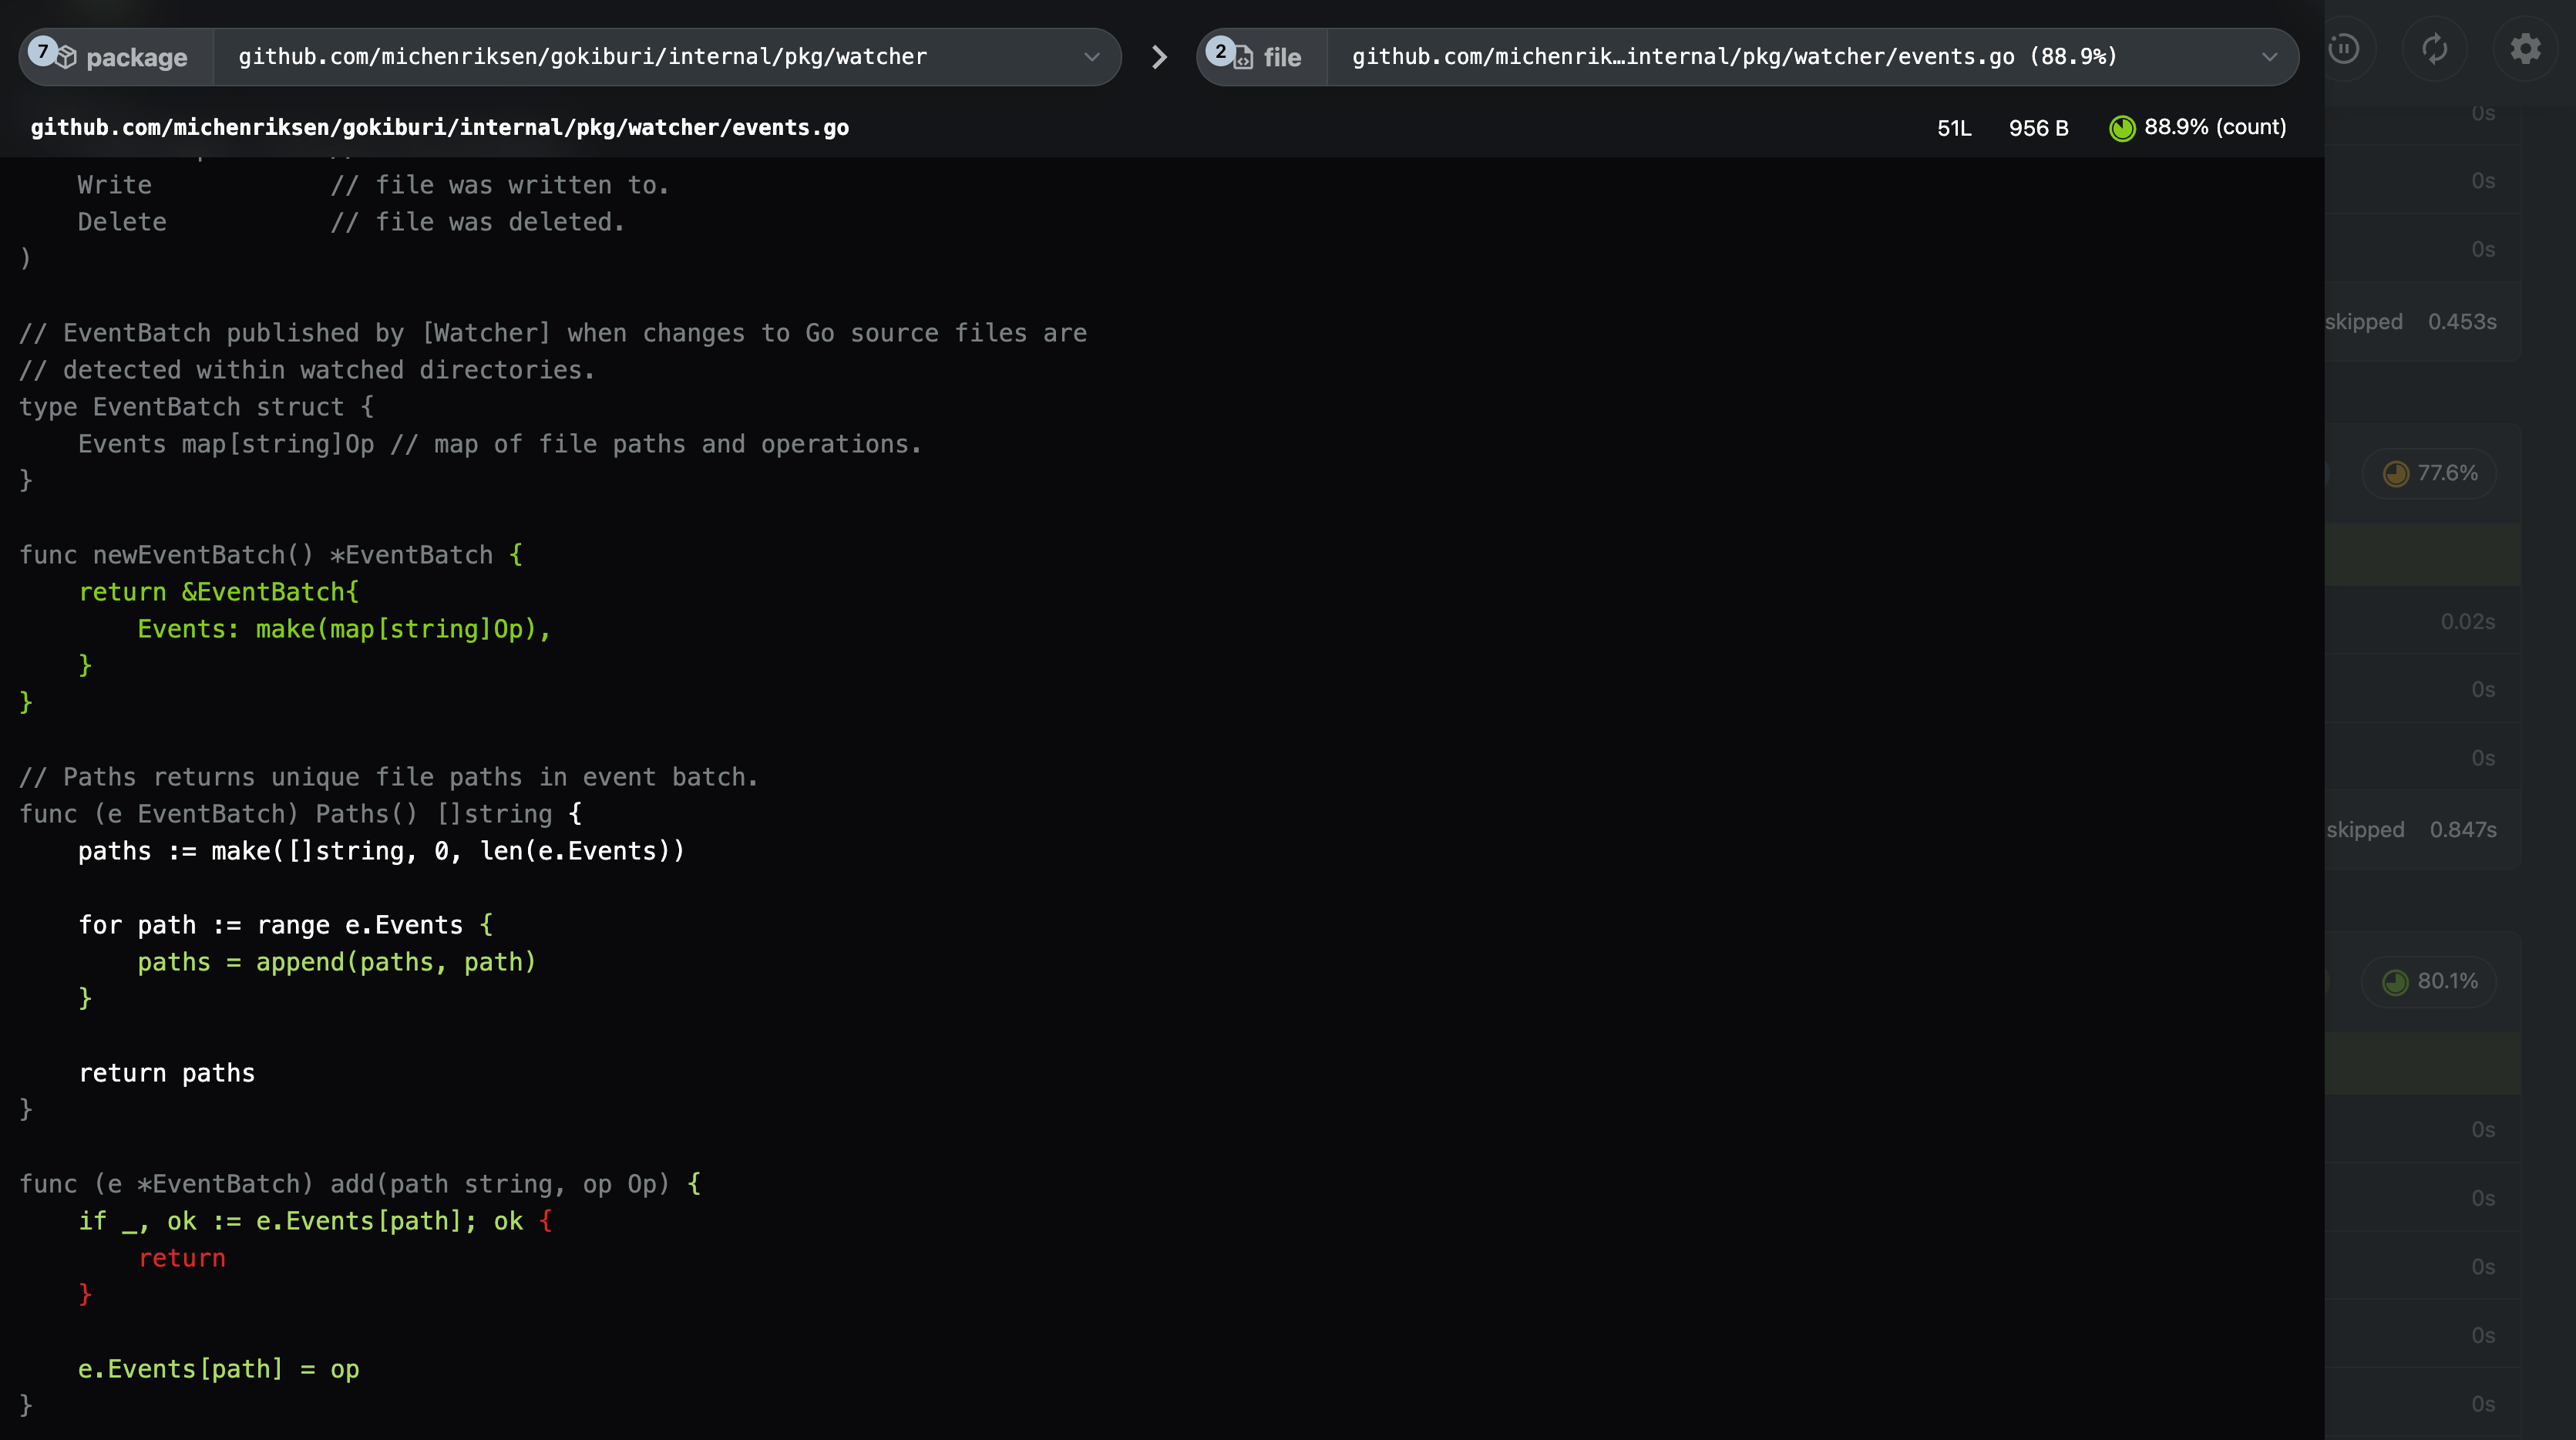 7 package github.com/michenriksen/gokiburi/internal/pkg/watcher 2 file github.com/michenrik…internal/pkg/watcher/events.go (88.9%)
github.com/michenriksen/gokiburi/internal/pkg/watcher/events.go 51L 956 B 88.9% (count)
0s
    Write            // file was written to.
0s
    Delete           // file was deleted.
0s
)
skipped 0.453s
// EventBatch published by [Watcher] when changes to Go source files are
// detected within watched directories.
type EventBatch struct {
    Events map[string]Op // map of file paths and operations.
77.6%
}
func newEventBatch() *EventBatch {
    return &EventBatch{
0.02s
        Events: make(map[string]Op),
    }
0s
}
0s
// Paths returns unique file paths in event batch.
func (e EventBatch) Paths() []string {
skipped 0.847s
    paths := make([]string, 0, len(e.Events))
    for path := range e.Events {
        paths = append(paths, path)
80.1%
    }
    return paths
}
0s
func (e *EventBatch) add(path string, op Op) {
0s
    if _, ok := e.Events[path]; ok {
        return
0s
    }
0s
    e.Events[path] = op
}
0s